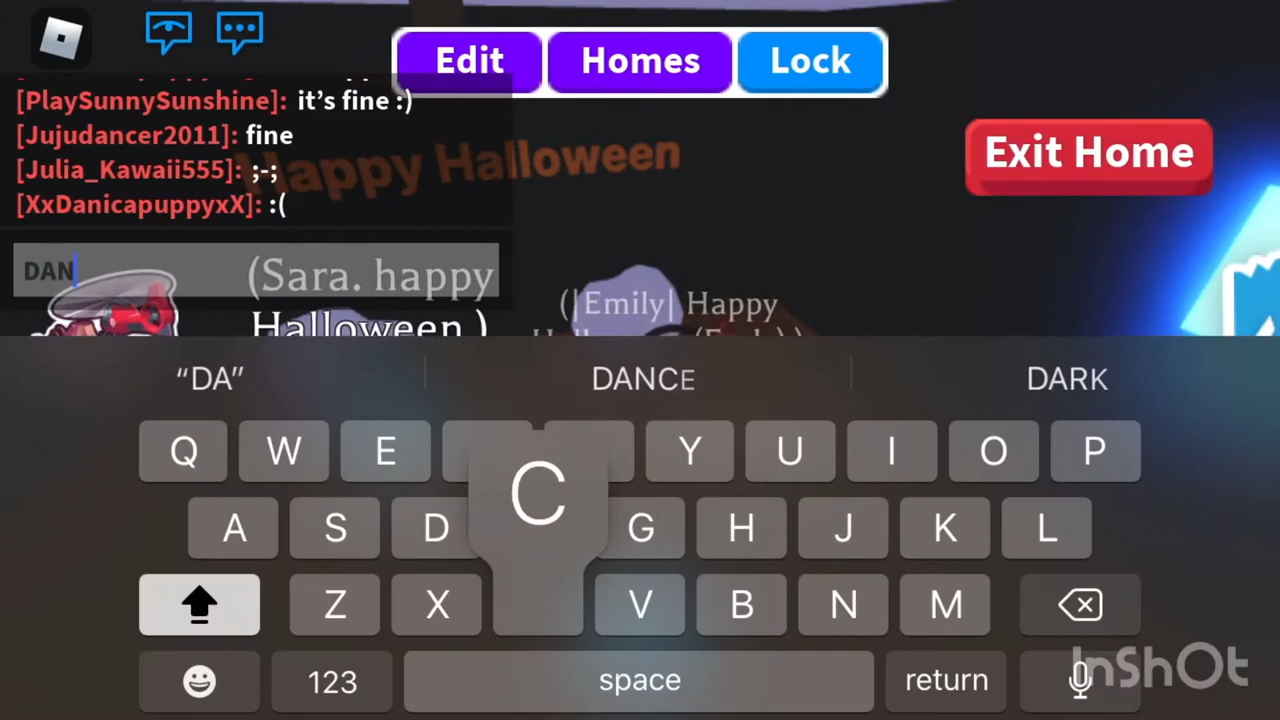 Edit Homes Lock
[PlaySunnySunshine]: it's fine :)
[Jujudancer2011]: fine
[Julia_Kawaii555]: ;-;
[XxDanicapuppyxX]: :(
Happy Halloween
Exit Home
DAN
(Sara. happy
Halloween )
(|Emily| Happy
“DA” DANCE DARK
Q W E Y U I O P
C
A S D G H J K L
Z X V B N M
123 space return
InShOt